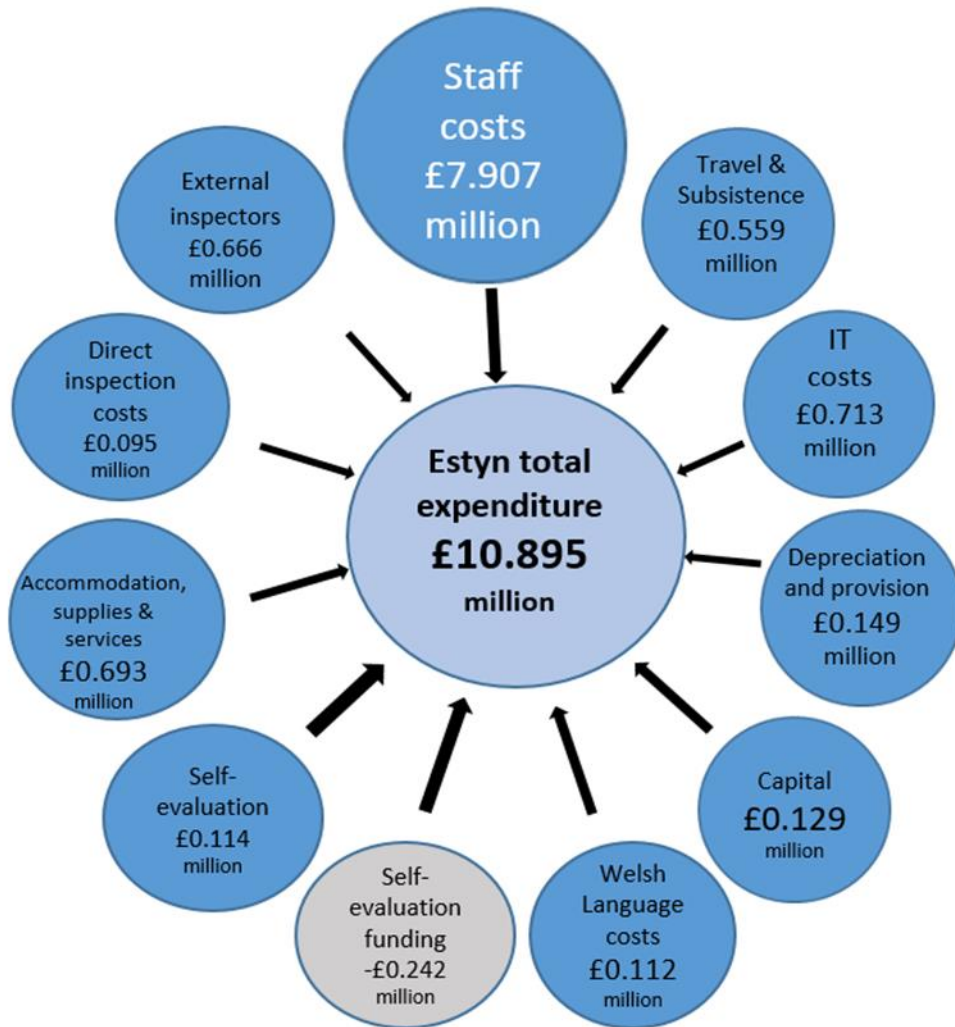 Staff
costs
£7.907
million
Travel &
Subsistence
£0.559
million
IT
costs
£0.713
million
Depreciation
and provision
£0.149
million
Capital
£0.129
million
Welsh
Language
costs
£0.112
million
Self-
evaluation
funding
-£0.242
million
Self-
evaluation
£0.114
million
Accommodation,
supplies &
services
£0.693
million
Direct
inspection
costs
£0.095
million
External
inspectors
£0.666
million
Estyn total
expenditure
£10.895
million